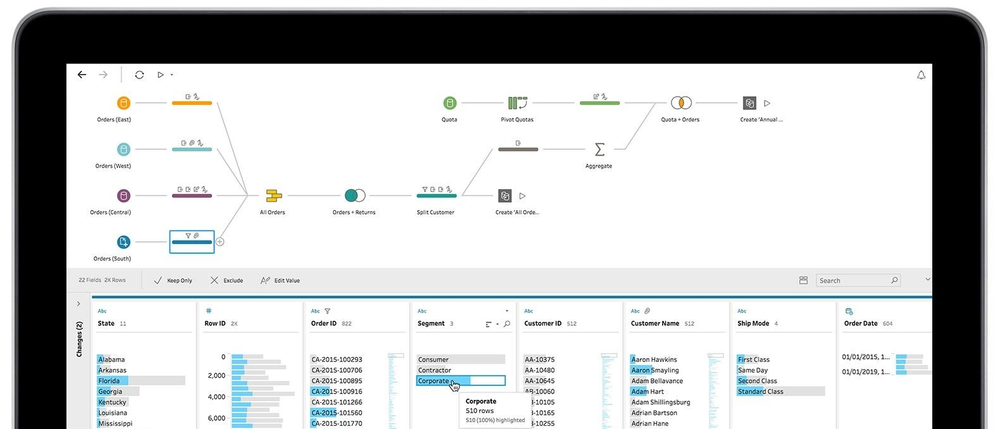 Orders (East)
Quota
Pivot Quotas
Quota + Orders
Create 'Annual ...
Orders (West)
Aggregate
Orders (Central)
All Orders
Orders + Returns
Split Customer
Create 'All Orde...
Orders (South)
22 Fields 2K Rows
Keep Only
Exclude
Edit Value
Search
Changes (2)
Abc
State 11
Alabama
Arkansas
Florida
Georgia
Kentucky
Louisiana
Mississippi
#
Row ID 2K
0
2,000
4,000
6,000
Abc
Order ID 822
CA-2015-100293
CA-2015-100706
CA-2015-100895
CA-2015-100916
CA-2015-101266
CA-2015-101560
CA-2015-101770
Abc
Segment 3
Consumer
Contractor
Corporate
Corporate
510 rows
510 (100%) highlighted
Abc
Customer ID 512
AA-10375
AA-10480
AA-10645
AB-10060
B-10105
B-10165
B-10255
Abc
Customer Name 512
Aaron Hawkins
Aaron Smayling
Adam Bellavance
Adam Hart
Adam Shillingsburg
Adrian Bartson
Adrian Hane
Abc
Ship Mode 4
First Class
Same Day
Second Class
Standard Class
Order Date 604
01/01/2015, 1...
01/01/2019, 1...